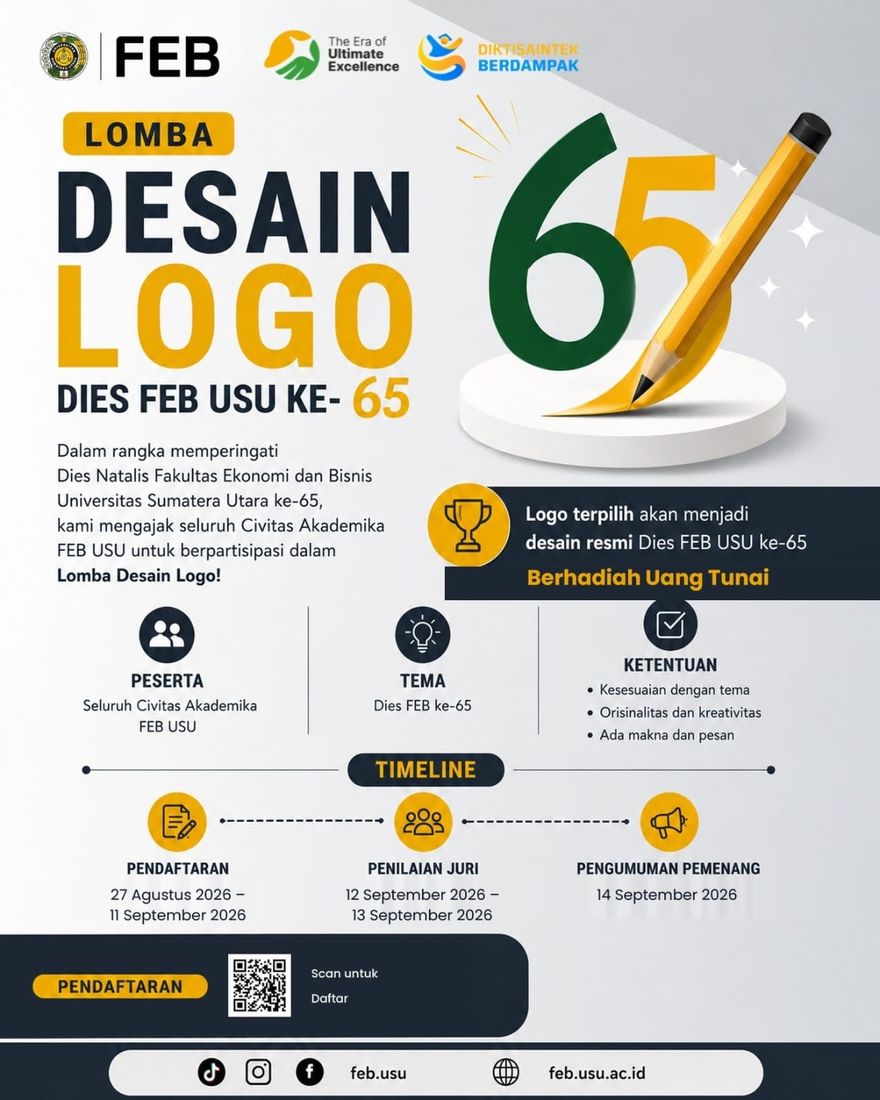 FEB
The Era of
Ultimate
Excellence
DIKTISAINTEK
BERDAMPAK
LOMBA
DESAIN
LOGO
DIES FEB USU KE- 65
65
Dalam rangka memperingati
Dies Natalis Fakultas Ekonomi dan Bisnis
Universitas Sumatera Utara ke-65,
kami mengajak seluruh Civitas Akademika
FEB USU untuk berpartisipasi dalam
Lomba Desain Logo!
Logo terpilih akan menjadi
desain resmi Dies FEB USU ke-65
Berhadiah Uang Tunai
PESERTA
Seluruh Civitas Akademika
FEB USU
TEMA
Dies FEB ke-65
KETENTUAN
• Kesesuaian dengan tema
• Orisinalitas dan kreativitas
• Ada makna dan pesan
TIMELINE
PENDAFTARAN
27 Agustus 2026 –
11 September 2026
PENILAIAN JURI
12 September 2026 –
13 September 2026
PENGUMUMAN PEMENANG
14 September 2026
PENDAFTARAN
Scan untuk
Daftar
feb.usu
feb.usu.ac.id